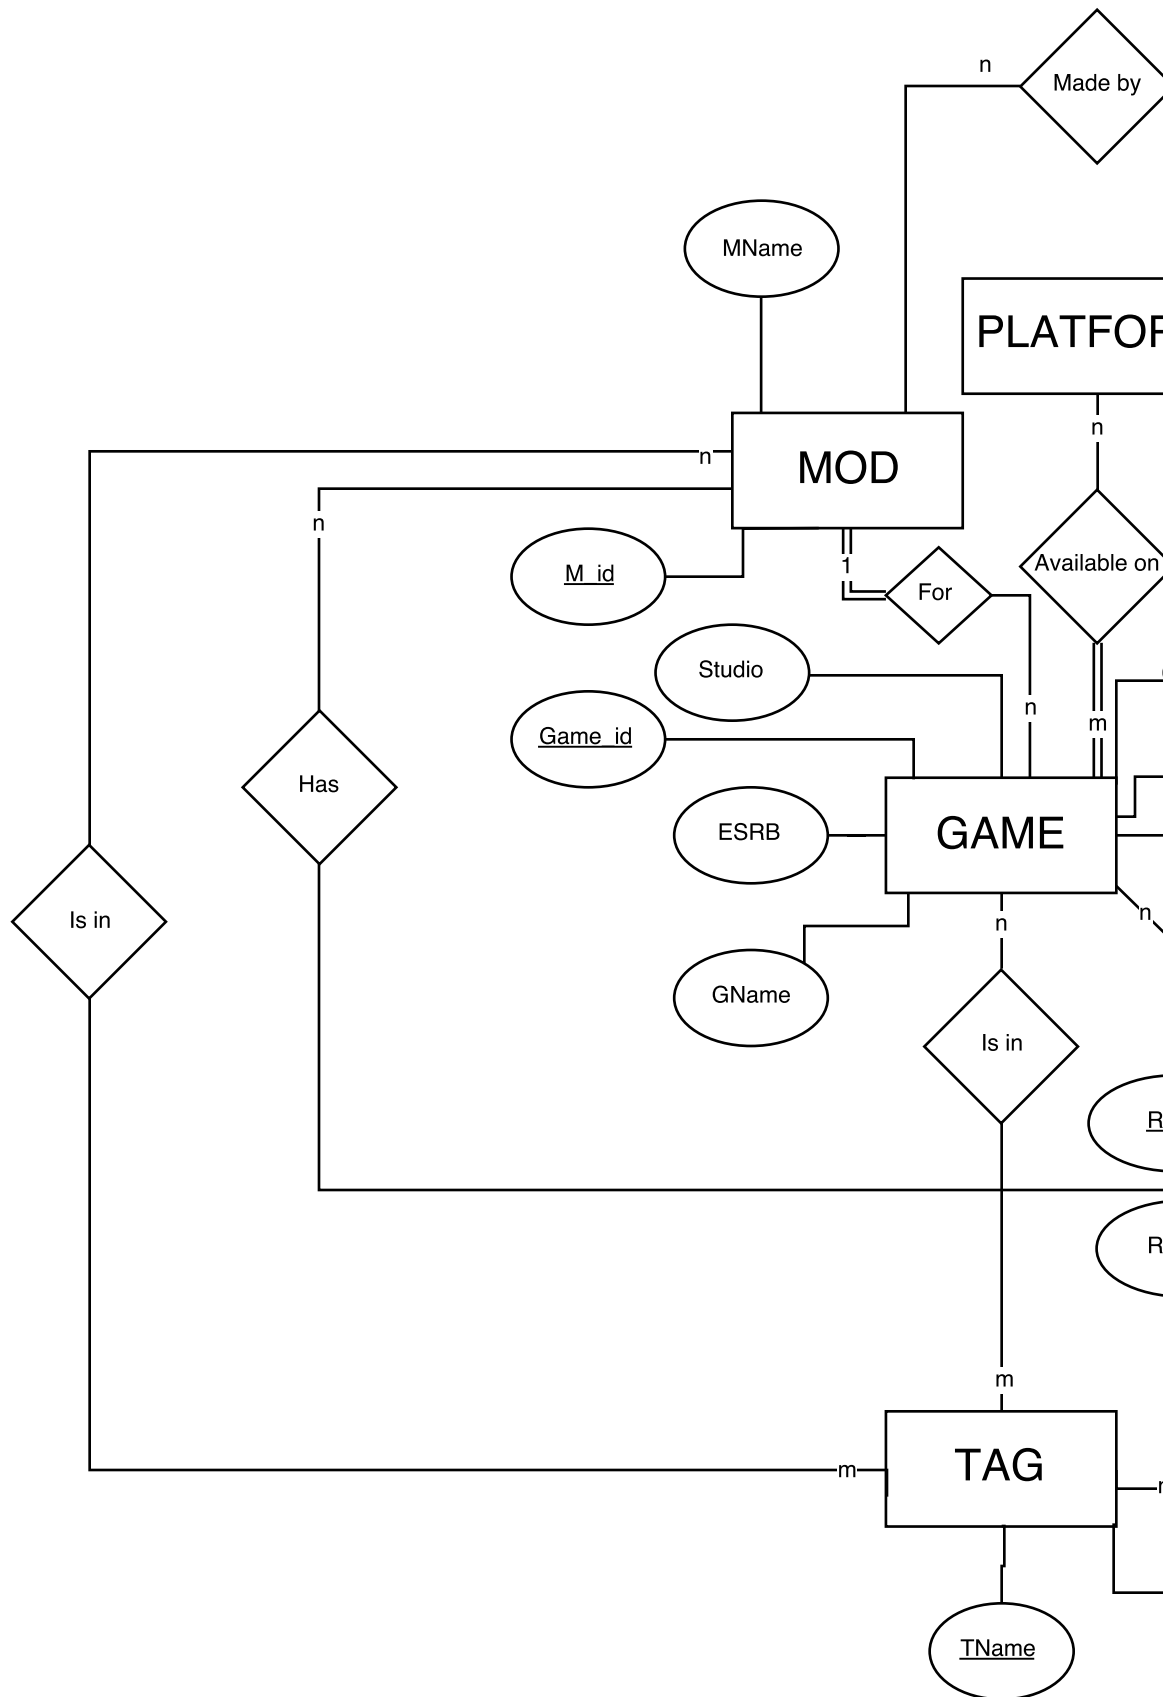 n
Made by
MName
PLATFOR
n
n
MOD
n
M_id
1
For
Available on
Studio
n
m
Game_id
Has
ESRB
GAME
Is in
n
n
GName
Is in
R
R
m
m
TAG
TName